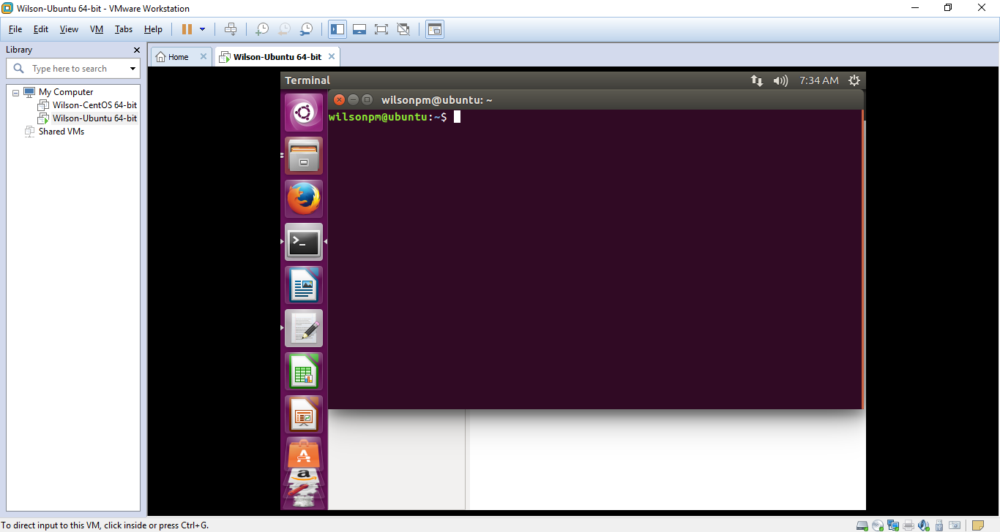 Wilson-Ubuntu 64-bit - VMware Workstation
File Edit View VM Tabs Help
Library
Type here to search
My Computer
Wilson-CentOS 64-bit
Wilson-Ubuntu 64-bit
Shared VMs
Home
Wilson-Ubuntu 64-bit
Terminal
7:34 AM
wilsonpm@ubuntu: ~
wilsonpm@ubuntu:~$
To direct input to this VM, click inside or press Ctrl+G.